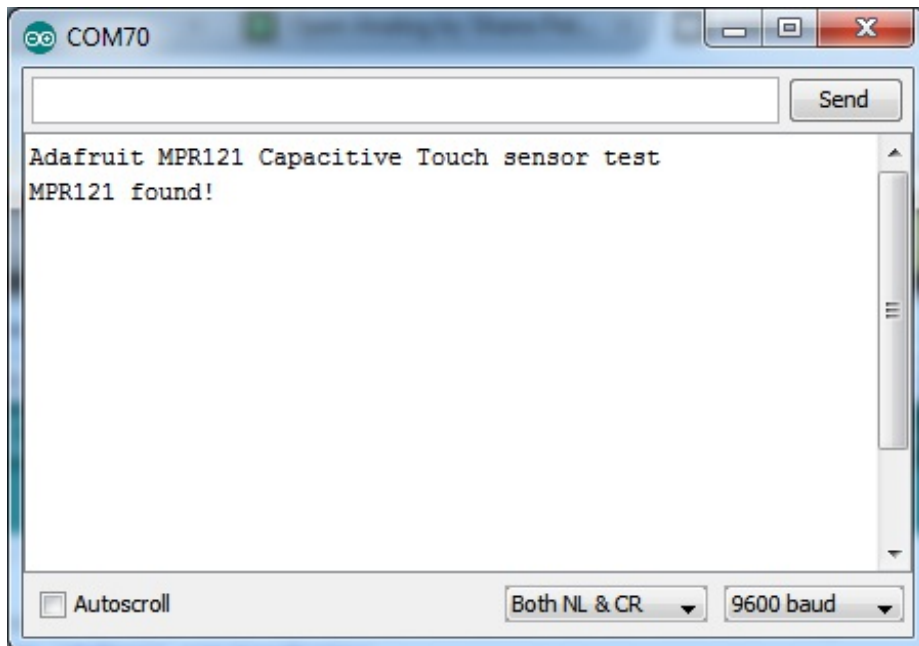 COM70
Send
Adafruit MPR121 Capacitive Touch sensor test
MPR121 found!
Autoscroll
Both NL & CR
9600 baud